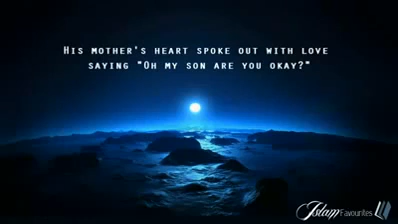 His mother's heart spoke out with love
saying "Oh my son are you okay?"
Islam Favourites